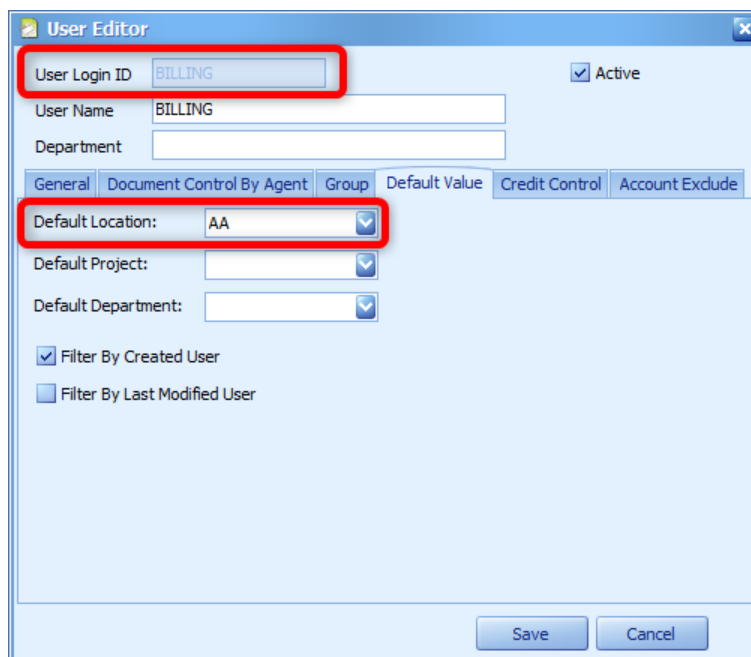 User Editor
User Login ID BILLING Active
User Name BILLING
Department
General Document Control By Agent Group Default Value Credit Control Account Exclude
Default Location: AA
Default Project:
Default Department:
Filter By Created User
Filter By Last Modified User
Save Cancel